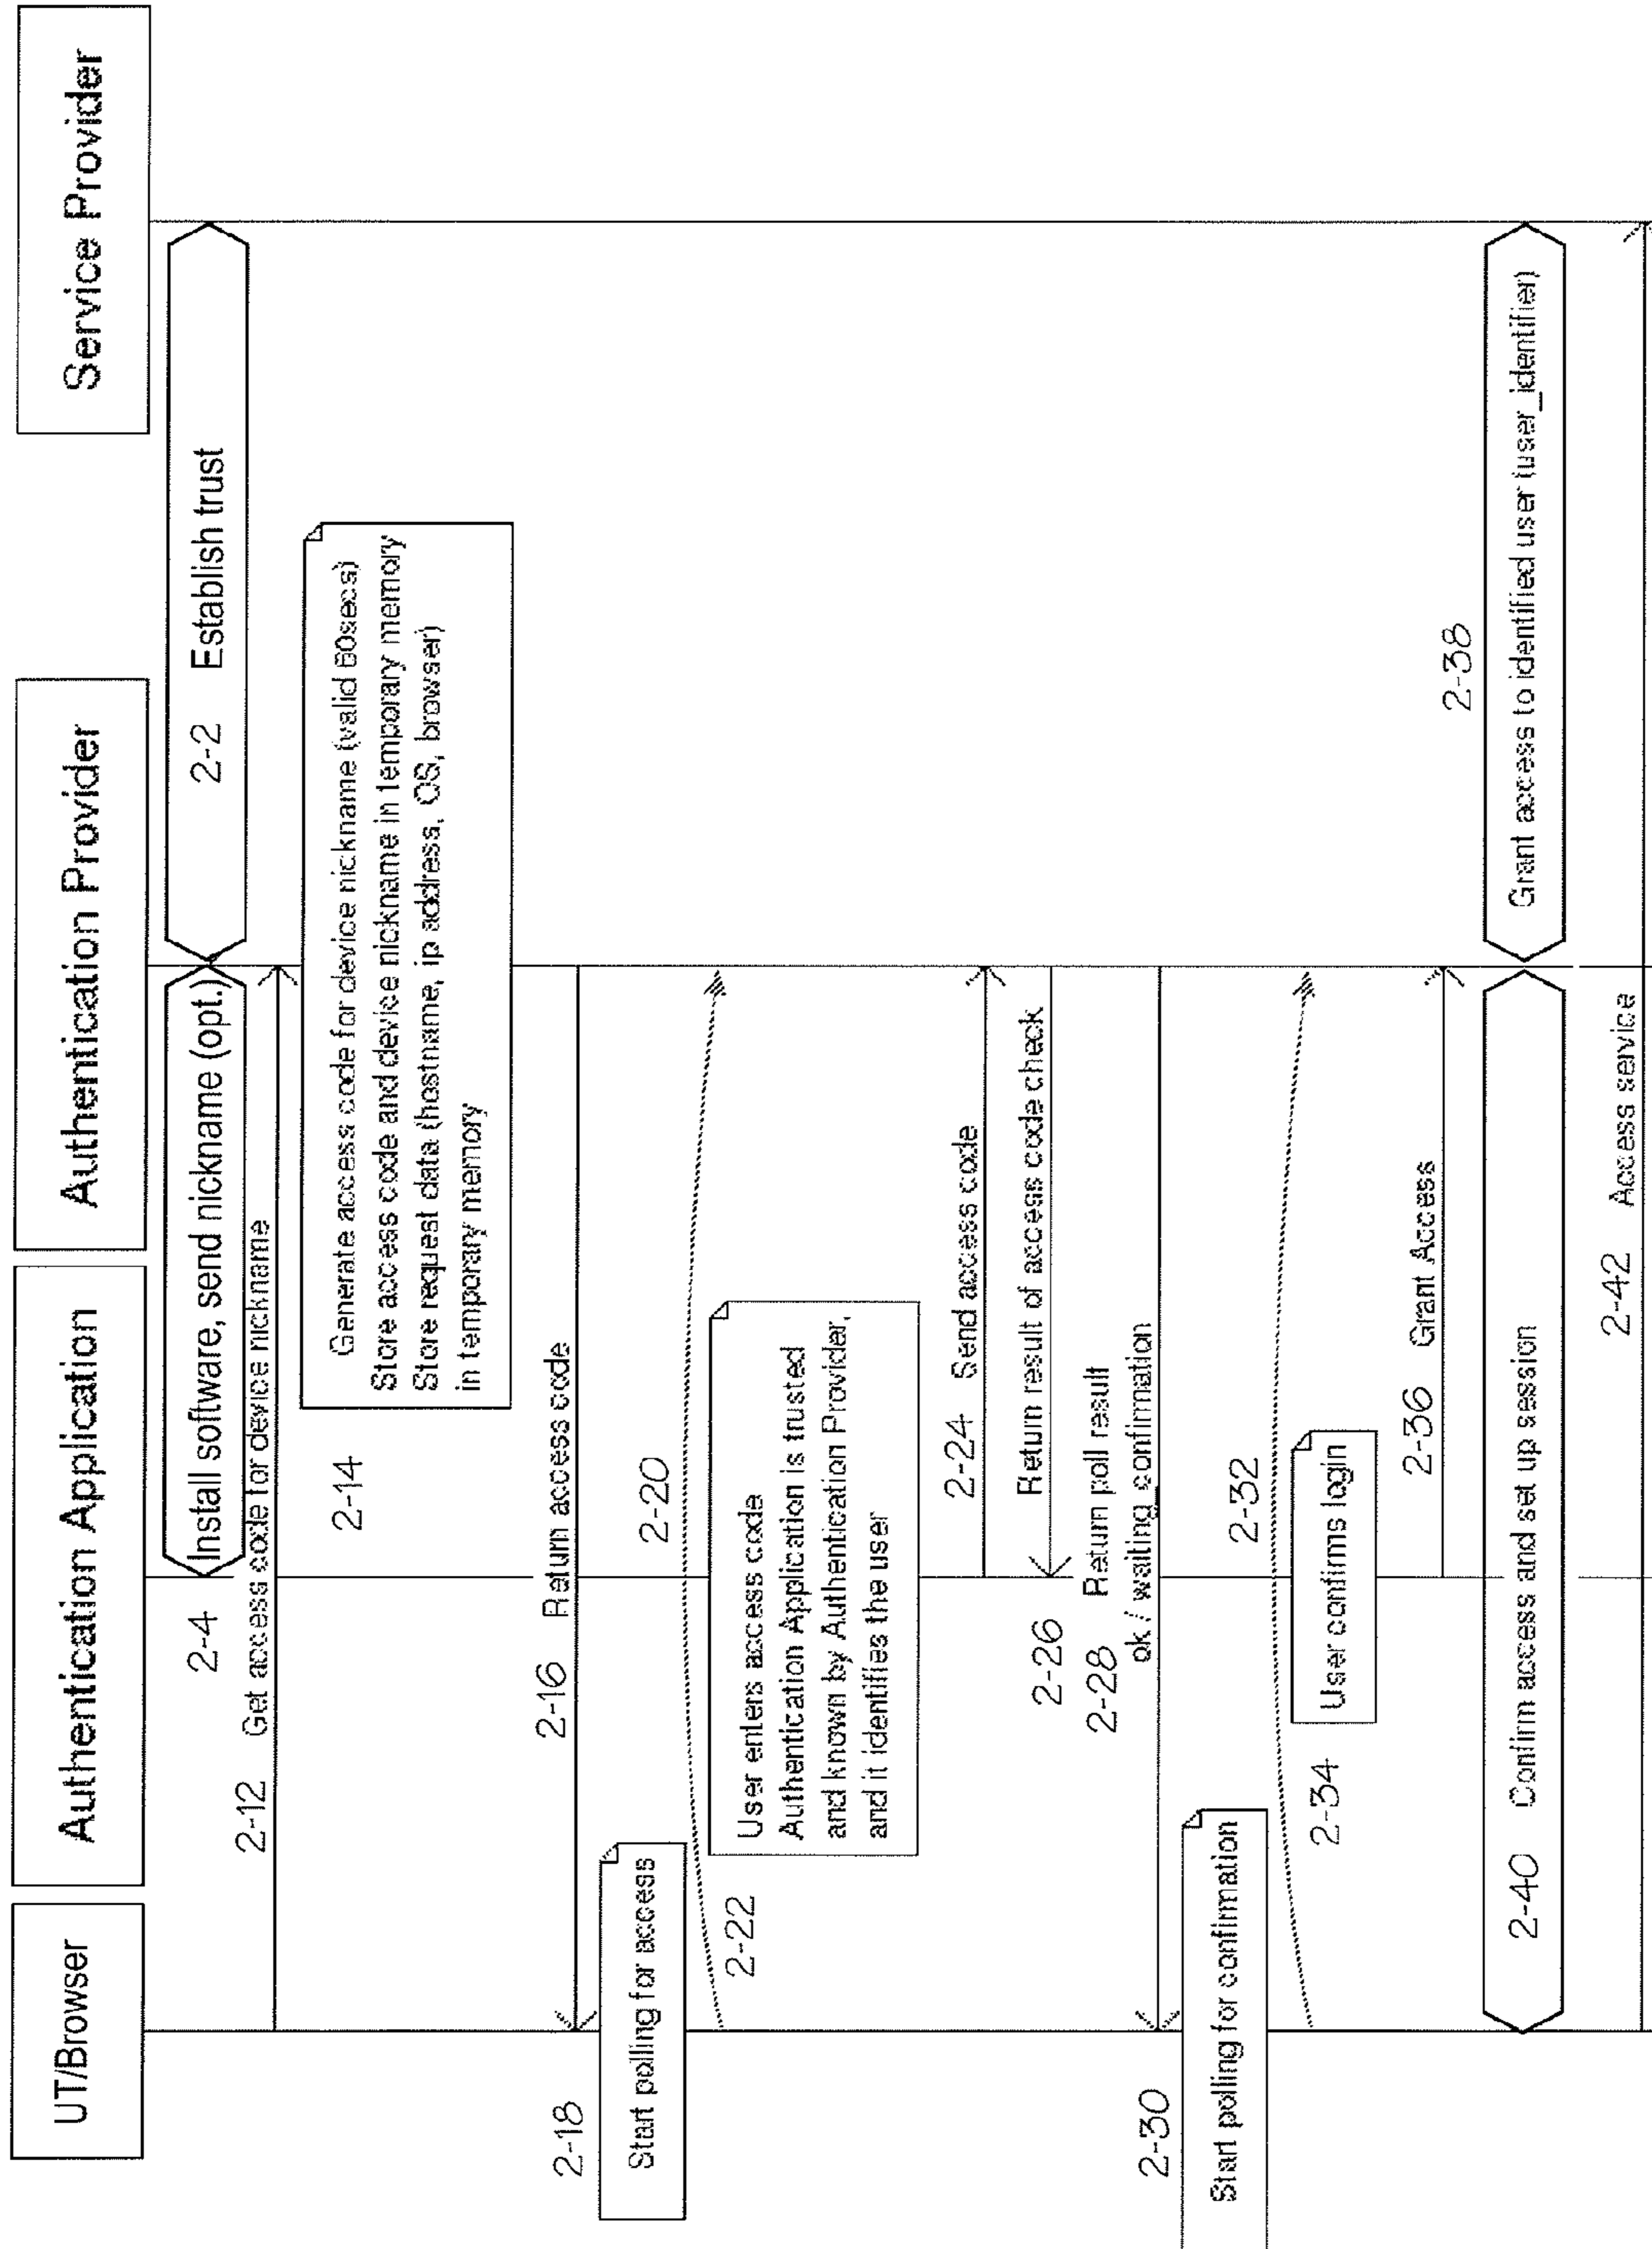 UT/Browser
Authentication Application
Authentication Provider
Service Provider
2-2 Establish trust
2-4 Install software, send nickname (opt.)
2-12 Get access code for device nickname
2-14
Generate access code for device nickname (valid 60secs)
Store access code and device nickname in temporary memory
Store request data (hostname, ip address, OS, browser)
in temporary memory
2-16 Return access code
2-18
Start polling for access
2-20
2-22
User enters access code
Authentication Application is trusted
and known by Authentication Provider,
and it identifies the user
2-24 Send access code
2-26 Return result of access code check
2-28 Return poll result
ok / waiting confirmation
2-30
Start polling for confirmation
2-32
2-34
User confirms login
2-36 Grant Access
2-38
Grant access to identified user (user_identifier)
2-40 Confirm access and set up session
2-42 Access service